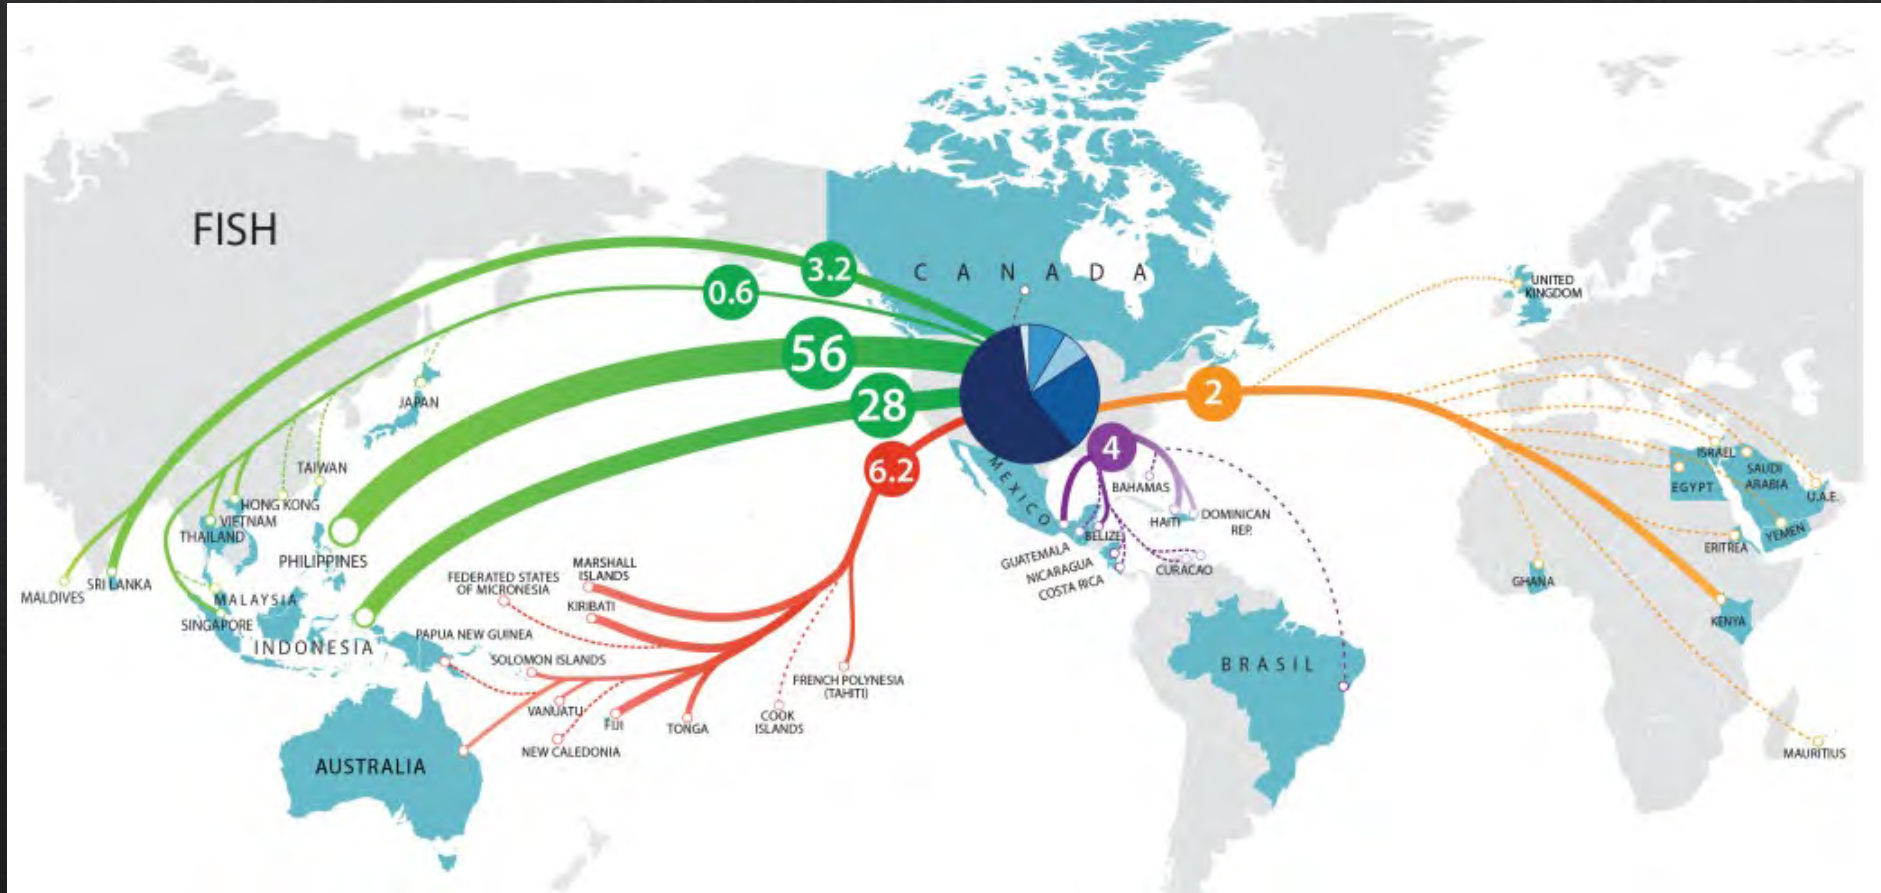 FISH
CANADA
3.2
0.6
56
28
6.2
2
4
UNITED
KINGDOM
JAPAN
TAIWAN
HONG KONG
VIETNAM
THAILAND
PHILIPPINES
MALDIVES
SRI LANKA
MALAYSIA
SINGAPORE
INDONESIA
MARSHALL
ISLANDS
FEDERATED STATES
OF MICRONESIA
KIRIBATI
PAPUA NEW GUINEA
SOLOMON ISLANDS
VANUATU
FIJI
TONGA
NEW CALEDONIA
COOK
ISLANDS
FRENCH POLYNESIA
(TAHITI)
AUSTRALIA
MEXICO
BAHAMAS
HAITI
DOMINICAN
REP.
BELIZE
GUATEMALA
NICARAGUA
COSTA RICA
CURACAO
BRASIL
ISRAEL
SAUDI
ARABIA
EGYPT
U.A.E.
YEMEN
ERITREA
GHANA
KENYA
MAURITIUS